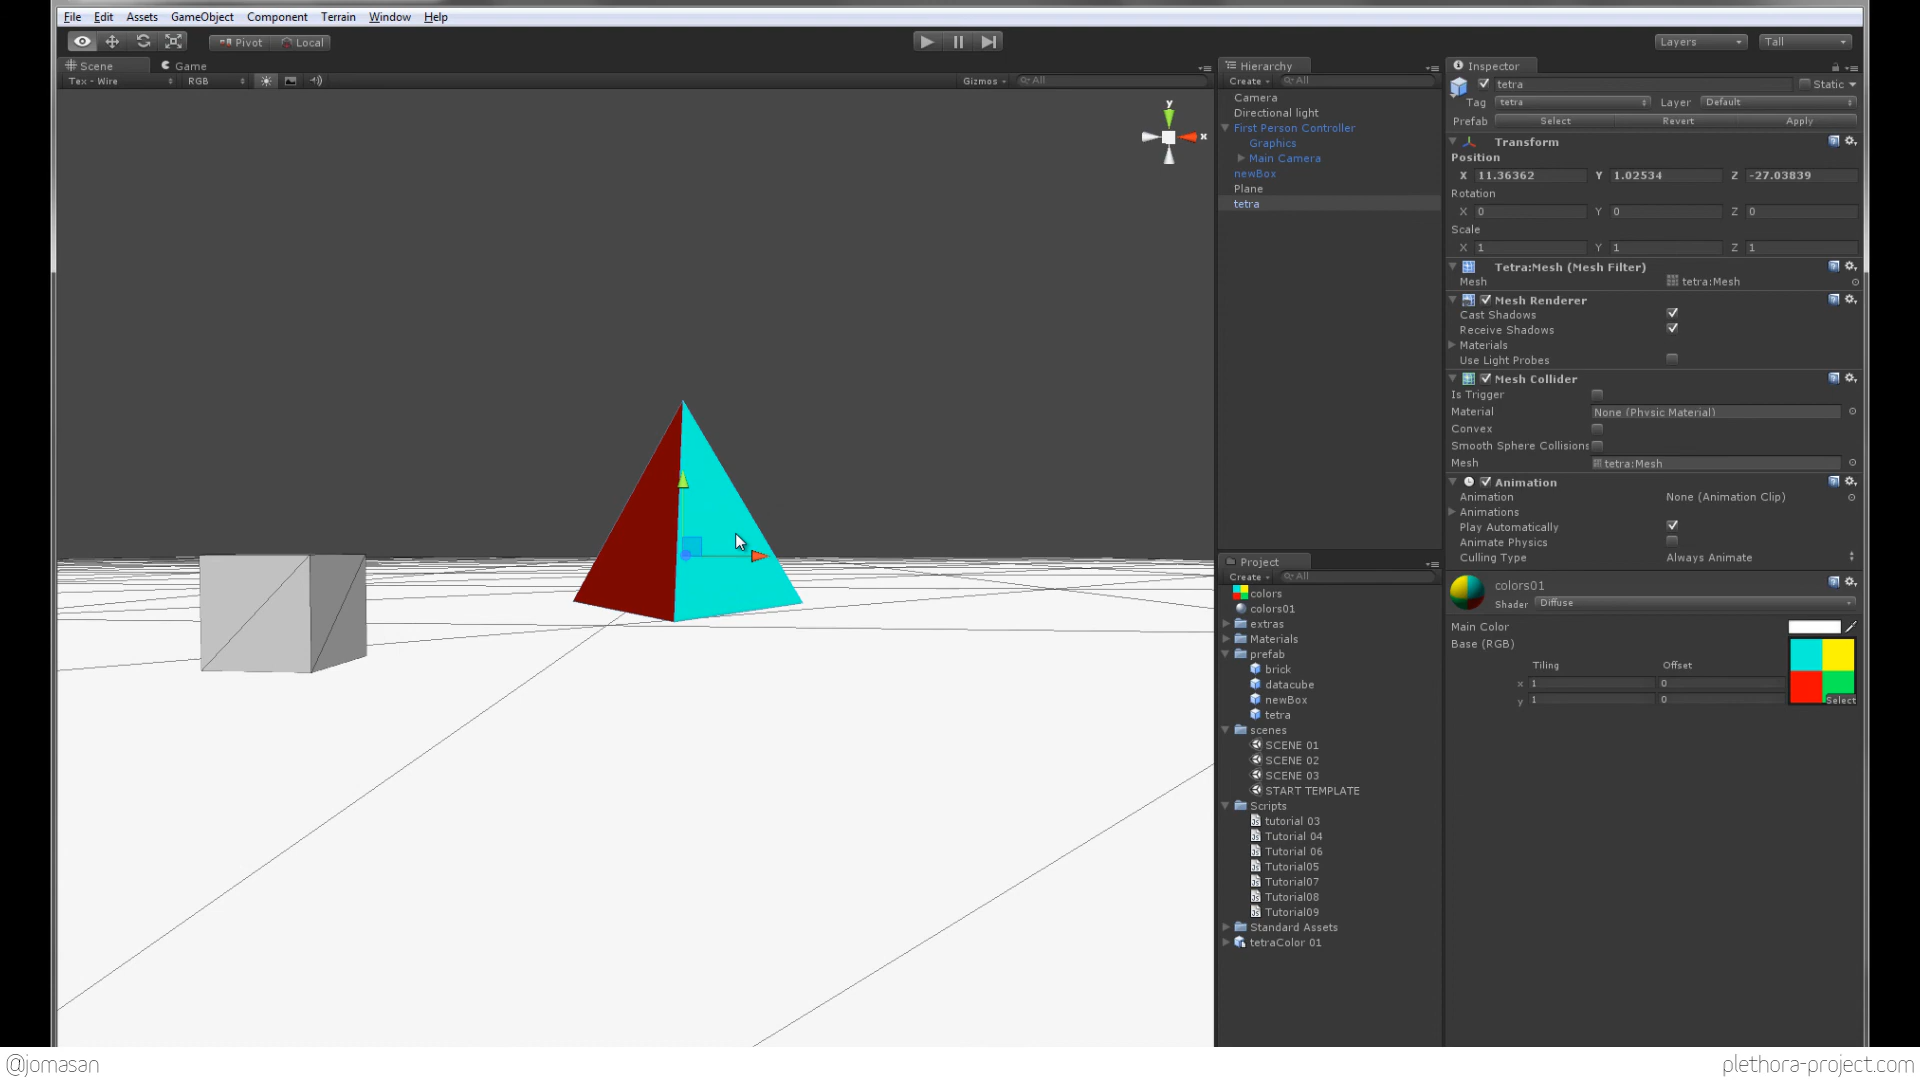 File Edit Assets GameObject Component Terrain Window Help
Pivot Local Layers Tall
Scene Game
Tex - Wire RGB Gizmos All
y
x
Hierarchy
Create All
Camera
Directional light
First Person Controller
Graphics
Main Camera
newBox
Plane
tetra
Project
Create All
colors
colors01
extras
Materials
prefab
brick
datacube
newBox
tetra
scenes
SCENE 01
SCENE 02
SCENE 03
START TEMPLATE
Scripts
tutorial 03
Tutorial 04
Tutorial 06
Tutorial05
Tutorial07
Tutorial08
Tutorial09
Standard Assets
tetraColor 01
Inspector
tetra Static
Tag tetra Layer Default
Prefab Select Revert Apply
Transform
Position
X 11.36362 Y 1.02534 Z -27.03839
Rotation
X 0 Y 0 Z 0
Scale
X 1 Y 1 Z 1
Tetra:Mesh (Mesh Filter)
Mesh tetra:Mesh
Mesh Renderer
Cast Shadows
Receive Shadows
Materials
Use Light Probes
Mesh Collider
Is Trigger
Material None (Physic Material)
Convex
Smooth Sphere Collisions
Mesh tetra:Mesh
Animation
Animation None (Animation Clip)
Animations
Play Automatically
Animate Physics
Culling Type Always Animate
colors01
Shader Diffuse
Main Color
Base (RGB)
Tiling Offset
x 1 0
y 1 0
Select
@jomasan
plethora-project.com